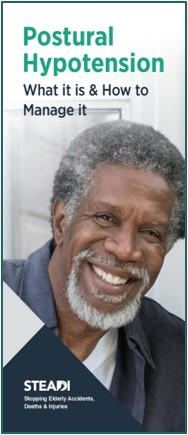 Postural
Hypotension
What it is & How to
Manage it
STEADI
Stopping Elderly Accidents,
Deaths & Injuries